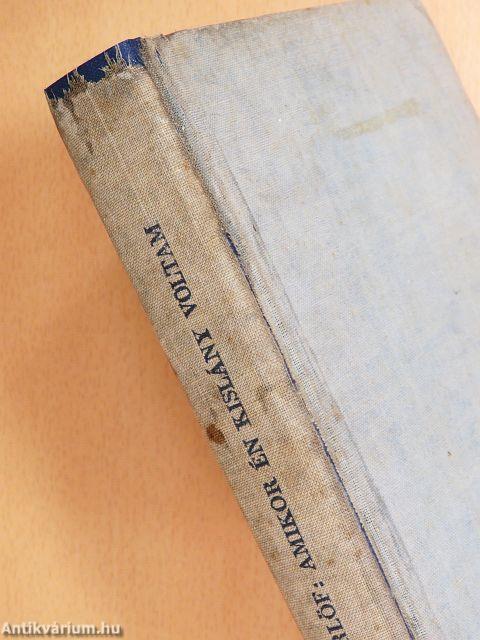 RLÖF: AMIKOR ÉN KISLÁNY VOLTAM
Antikvárium.hu